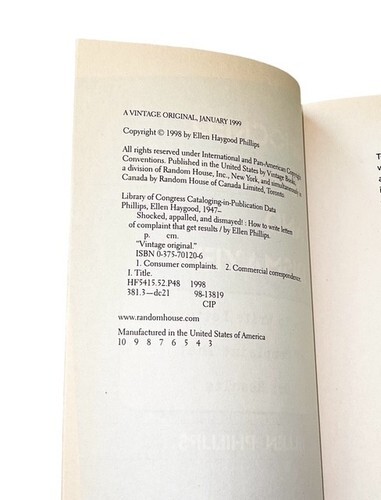 A VINTAGE ORIGINAL, JANUARY 1999
Copyright © 1998 by Ellen Haygood Phillips
All rights reserved under International and Pan-American Copyright
Conventions. Published in the United States by Vintage Books,
a division of Random House, Inc., New York, and simultaneously in
Canada by Random House of Canada Limited, Toronto.
Library of Congress Cataloging-in-Publication Data
Phillips, Ellen Haygood, 1947–
Shocked, appalled, and dismayed! : How to write letters
of complaint that get results / by Ellen Phillips.
p. cm.
"Vintage original."
ISBN 0-375-70120-6
1. Consumer complaints. 2. Commercial correspondence.
I. Title.
HF5415.52.P48 1998
381.3—dc21 98-13819
CIP
www.randomhouse.com
Manufactured in the United States of America
10 9 8 7 6 5 4 3